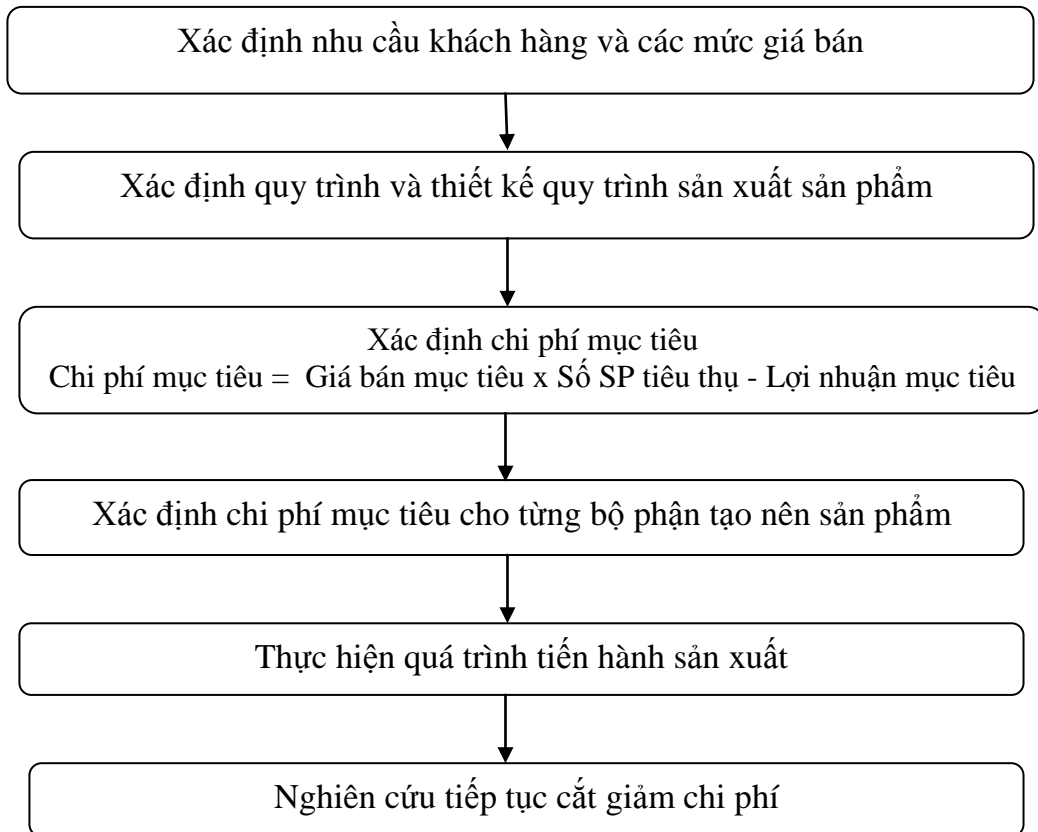 Xác định nhu cầu khách hàng và các mức giá bán
Xác định quy trình và thiết kế quy trình sản xuất sản phẩm
Xác định chi phí mục tiêu
Chi phí mục tiêu = Giá bán mục tiêu x Số SP tiêu thụ - Lợi nhuận mục tiêu
Xác định chi phí mục tiêu cho từng bộ phận tạo nên sản phẩm
Thực hiện quá trình tiến hành sản xuất
Nghiên cứu tiếp tục cắt giảm chi phí